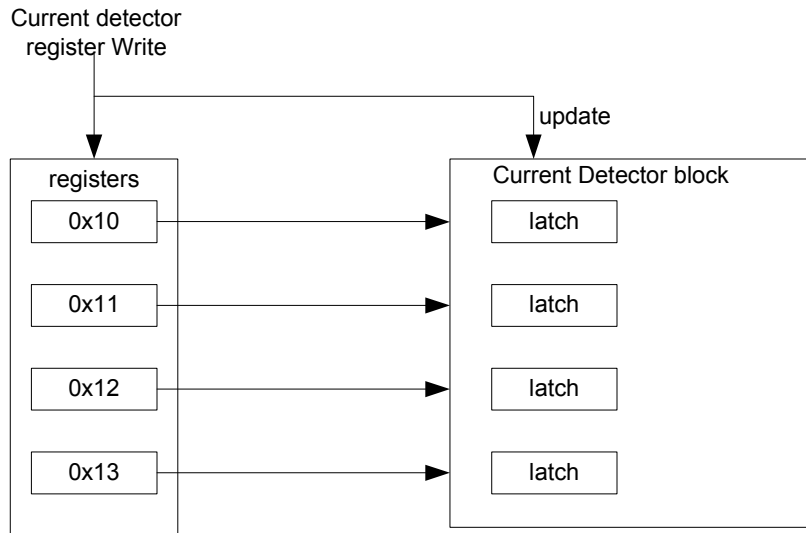 Current detector
register Write
update
registers
Current Detector block
0x10
latch
0x11
latch
0x12
latch
0x13
latch